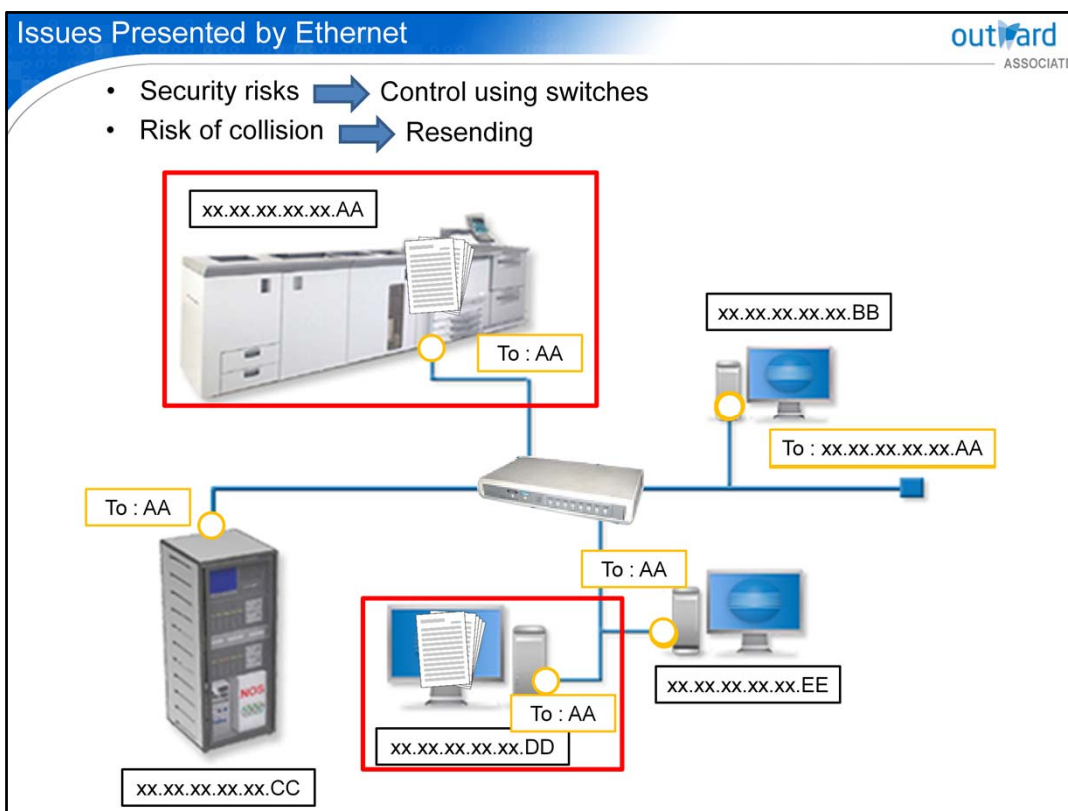 Issues Presented by Ethernet
outward
ASSOCIAT
• Security risks Control using switches
• Risk of collision Resending
xx.xx.xx.xx.xx.AA
To : AA
xx.xx.xx.xx.xx.BB
To : xx.xx.xx.xx.xx.AA
To : AA
To : AA
xx.xx.xx.xx.xx.EE
To : AA
xx.xx.xx.xx.xx.DD
NOS
xx.xx.xx.xx.xx.CC